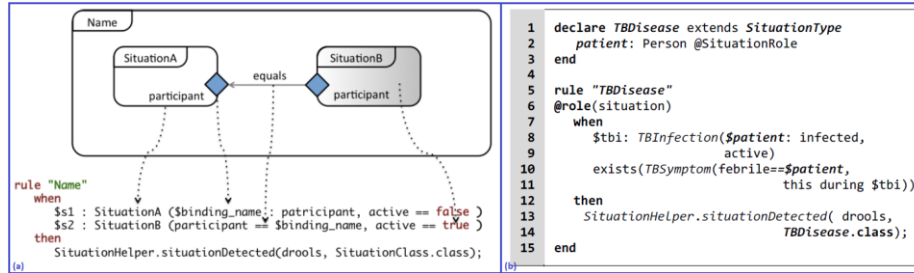 Name
SituationA
SituationB
equals
participant
participant
rule "Name"
when
$s1 : SituationA ($binding_name : patricipant, active == false )
$s2 : SituationB (participant == $binding_name, active == true )
then
SituationHelper.situationDetected(drools, SituationClass.class);
(a)
1 declare TBDisease extends SituationType
2 patient: Person @SituationRole
3 end
4
5 rule "TBDisease"
6 @role(situation)
7 when
8 $tbi: TBInfection($patient: infected,
9 active)
10 exists(TBSymptom(febrile==$patient,
11 this during $tbi))
12 then
13 SituationHelper.situationDetected( drools,
14 TBDisease.class);
15 end
(b)